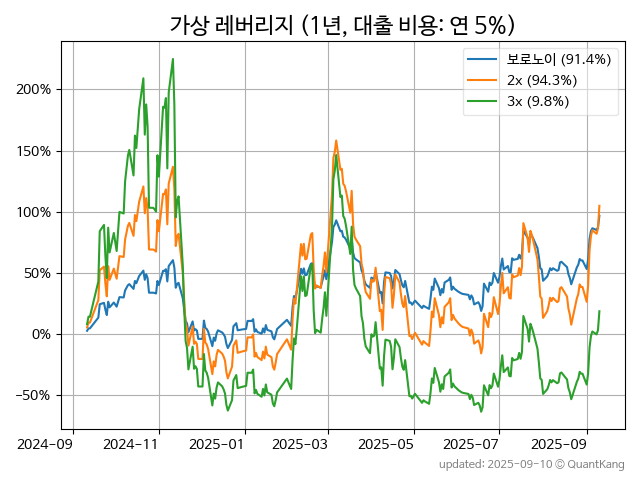 가상 레버리지 (1년, 대출 비용: 연 5%)
보로노이 (91.4%)
2x (94.3%)
3x (9.8%)
200%
150%
100%
50%
0%
−50%
2024-09
2024-11
2025-01
2025-03
2025-05
2025-07
2025-09
updated: 2025-09-10 © QuantKang